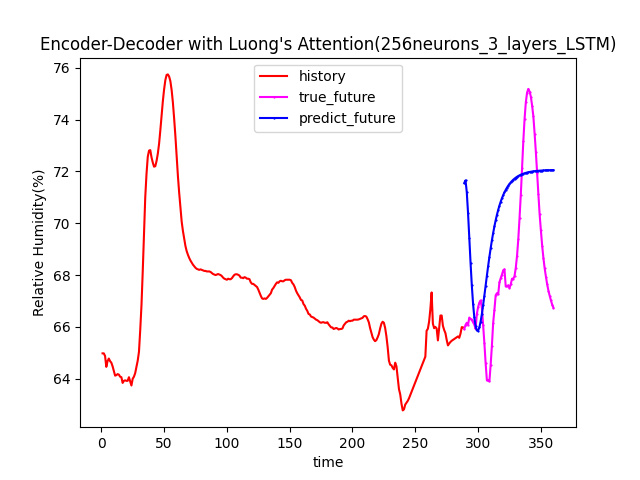 Encoder-Decoder with Luong's Attention(256neurons_3_layers_LSTM)
history
true_future
predict_future
Relative Humidity(%)
76
74
72
70
68
66
64
0 50 100 150 200 250 300 350
time